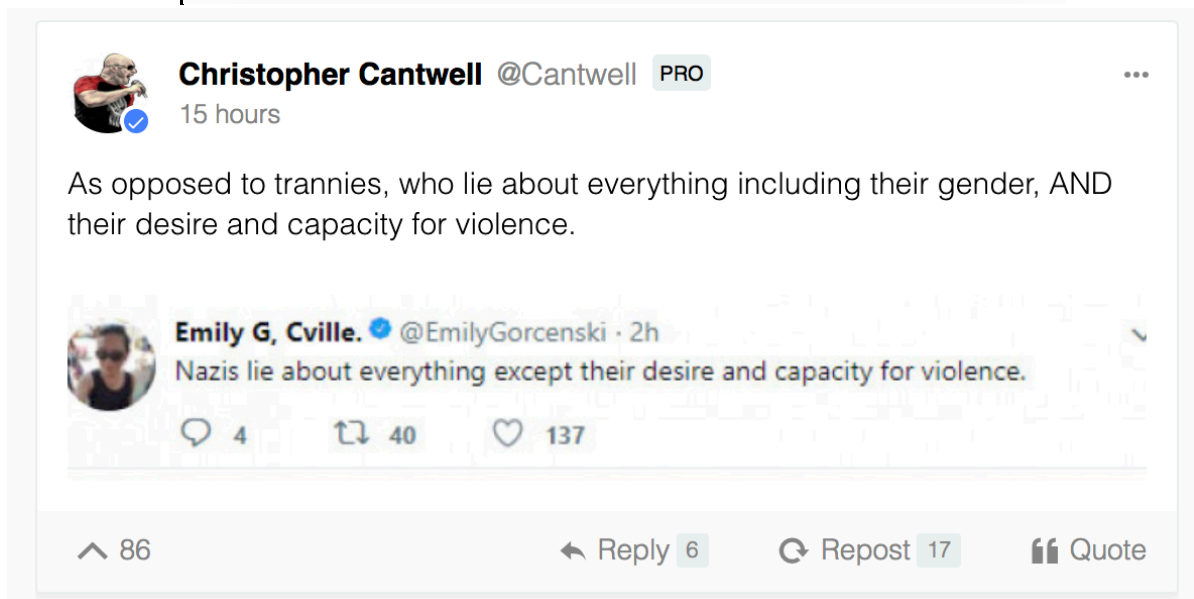 Christopher Cantwell @Cantwell PRO
15 hours
As opposed to trannies, who lie about everything including their gender, AND
their desire and capacity for violence.
Emily G, Cville. @EmilyGorcenski · 2h
Nazis lie about everything except their desire and capacity for violence.
4 40 137
86 Reply 6 Repost 17 Quote